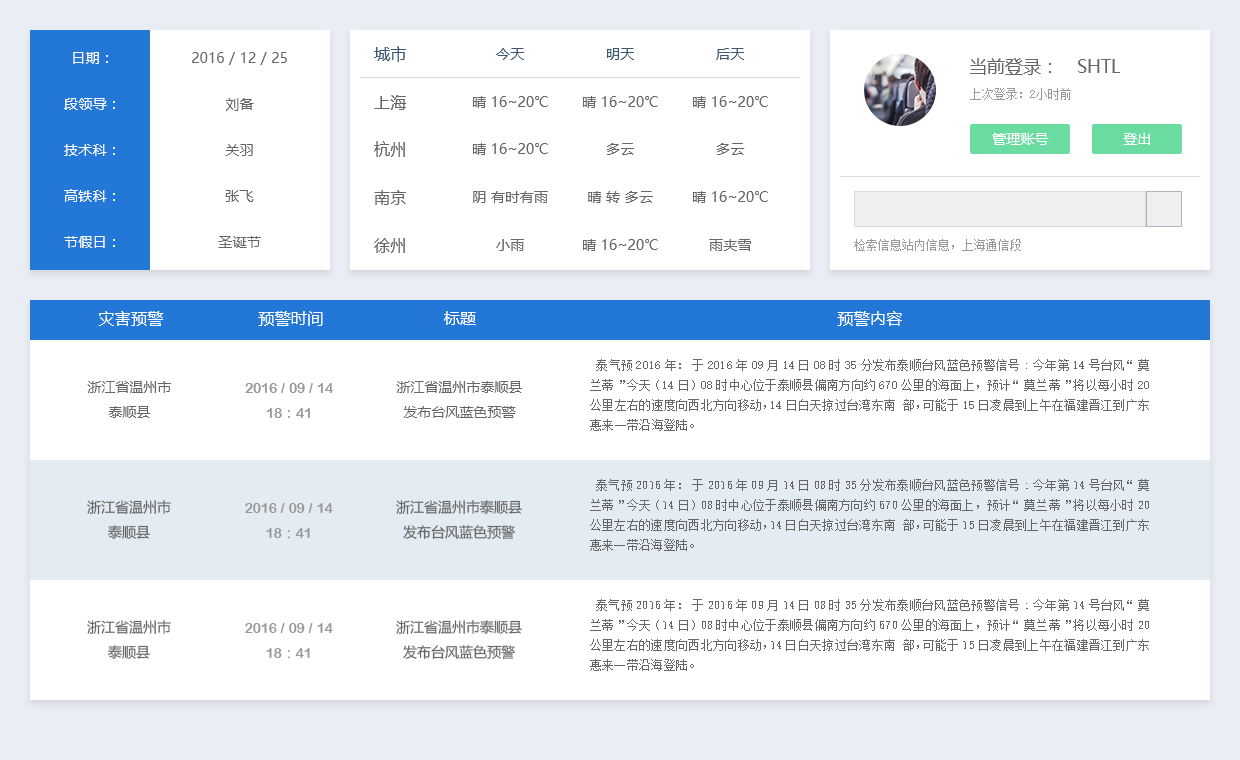 日期： 2016 / 12 / 25
段领导： 刘备
技术科： 关羽
高铁科： 张飞
节假日： 圣诞节
城市 今天 明天 后天
上海 晴 16~20℃ 晴 16~20℃ 晴 16~20℃
杭州 晴 16~20℃ 多云 多云
南京 阴 有时有雨 晴 转 多云 晴 16~20℃
徐州 小雨 晴 16~20℃ 雨夹雪
当前登录： SHTL
上次登录：2小时前
管理账号 登出
检索信息站内信息，上海通信段
灾害预警 预警时间 标题 预警内容
浙江省温州市
泰顺县
2016 / 09 / 14
18：41
浙江省温州市泰顺县
发布台风蓝色预警
泰气预 2016 年： 于 2016 年 09 月 14 日 08 时 35 分发布泰顺台风蓝色预警信号：今年第 14 号台风“ 莫
兰蒂 ”今天（14 日）08 时中心位于泰顺县偏南方向约 670 公里的海面上，预计“ 莫兰蒂 ”将以每小时 20
公里左右的速度向西北方向移动，14 日白天掠过台湾东南 部，可能于 15 日凌晨到上午在福建晋江到广东
惠来一带沿海登陆。
浙江省温州市
泰顺县
2016 / 09 / 14
18：41
浙江省温州市泰顺县
发布台风蓝色预警
泰气预 2016 年： 于 2016 年 09 月 14 日 08 时 35 分发布泰顺台风蓝色预警信号：今年第 14 号台风“ 莫
兰蒂 ”今天（14 日）08 时中心位于泰顺县偏南方向约 670 公里的海面上，预计“ 莫兰蒂 ”将以每小时 20
公里左右的速度向西北方向移动，14 日白天掠过台湾东南 部，可能于 15 日凌晨到上午在福建晋江到广东
惠来一带沿海登陆。
浙江省温州市
泰顺县
2016 / 09 / 14
18：41
浙江省温州市泰顺县
发布台风蓝色预警
泰气预 2016 年： 于 2016 年 09 月 14 日 08 时 35 分发布泰顺台风蓝色预警信号：今年第 14 号台风“ 莫
兰蒂 ”今天（14 日）08 时中心位于泰顺县偏南方向约 670 公里的海面上，预计“ 莫兰蒂 ”将以每小时 20
公里左右的速度向西北方向移动，14 日白天掠过台湾东南 部，可能于 15 日凌晨到上午在福建晋江到广东
惠来一带沿海登陆。